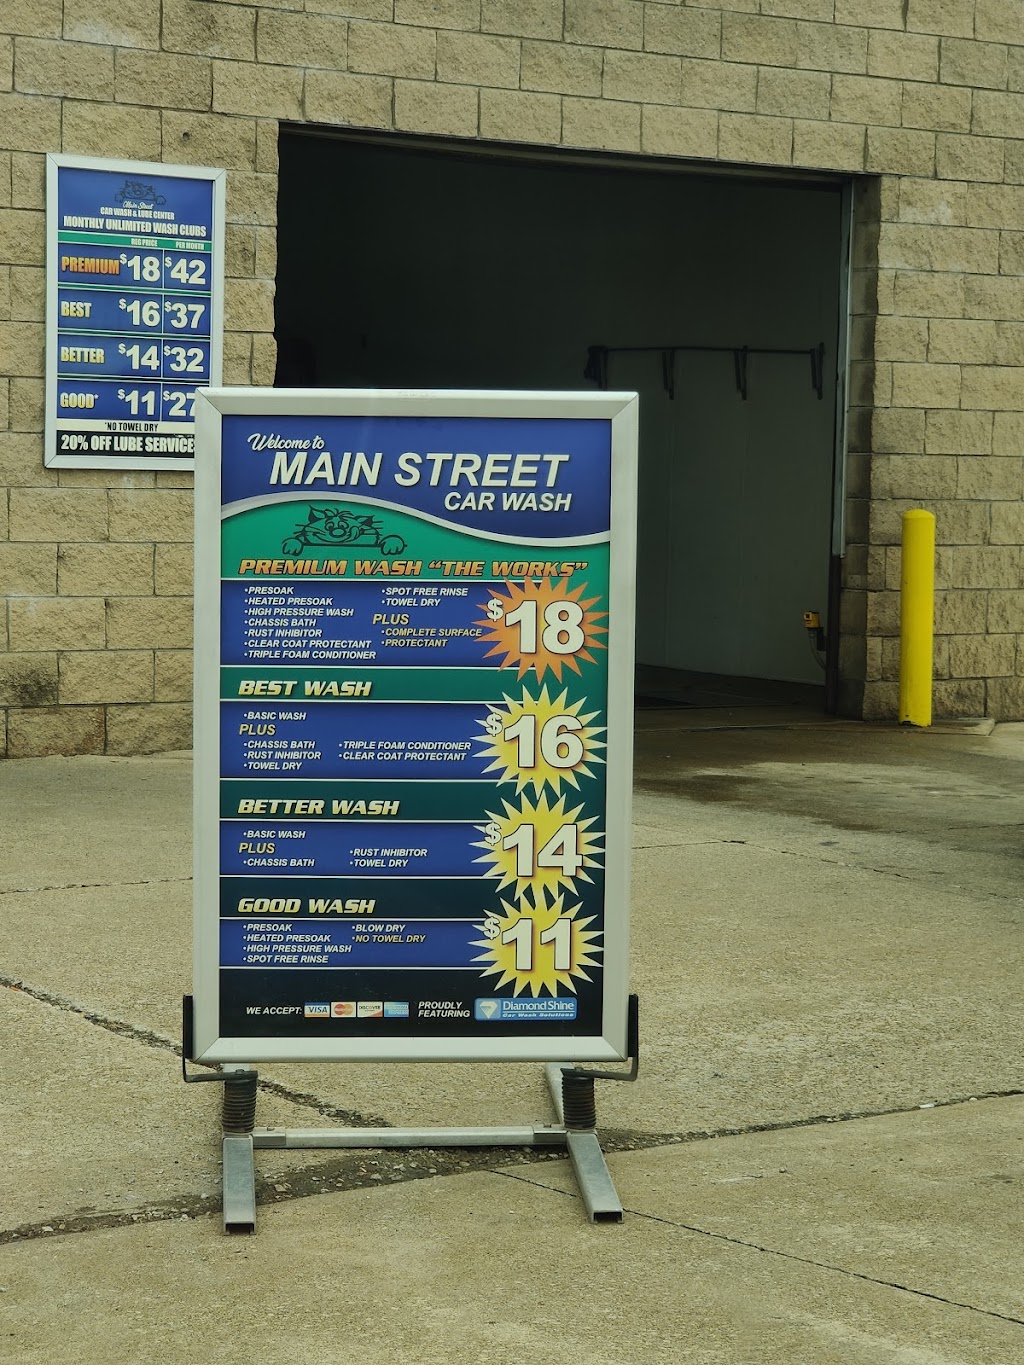 Main Street
CAR WASH & LUBE CENTER
MONTHLY UNLIMITED WASH CLUBS
REG PRICE PER MONTH
PREMIUM $18 $42
BEST $16 $37
BETTER $14 $32
GOOD* $11 $27
*NO TOWEL DRY
20% OFF LUBE SERVICE
Welcome to
MAIN STREET
CAR WASH
PREMIUM WASH "THE WORKS"
•PRESOAK
•HEATED PRESOAK
•HIGH PRESSURE WASH
•CHASSIS BATH
•RUST INHIBITOR
•CLEAR COAT PROTECTANT
•TRIPLE FOAM CONDITIONER
•SPOT FREE RINSE
•TOWEL DRY
PLUS
•COMPLETE SURFACE
•PROTECTANT
$18
BEST WASH
•BASIC WASH
PLUS
•CHASSIS BATH
•RUST INHIBITOR
•TOWEL DRY
•TRIPLE FOAM CONDITIONER
•CLEAR COAT PROTECTANT
$16
BETTER WASH
•BASIC WASH
PLUS
•CHASSIS BATH
•RUST INHIBITOR
•TOWEL DRY
$14
GOOD WASH
•PRESOAK
•HEATED PRESOAK
•HIGH PRESSURE WASH
•SPOT FREE RINSE
•BLOW DRY
•NO TOWEL DRY
$11
WE ACCEPT: VISA MasterCard DISCOVER
PROUDLY
FEATURING
DiamondShine
Car Wash Solutions